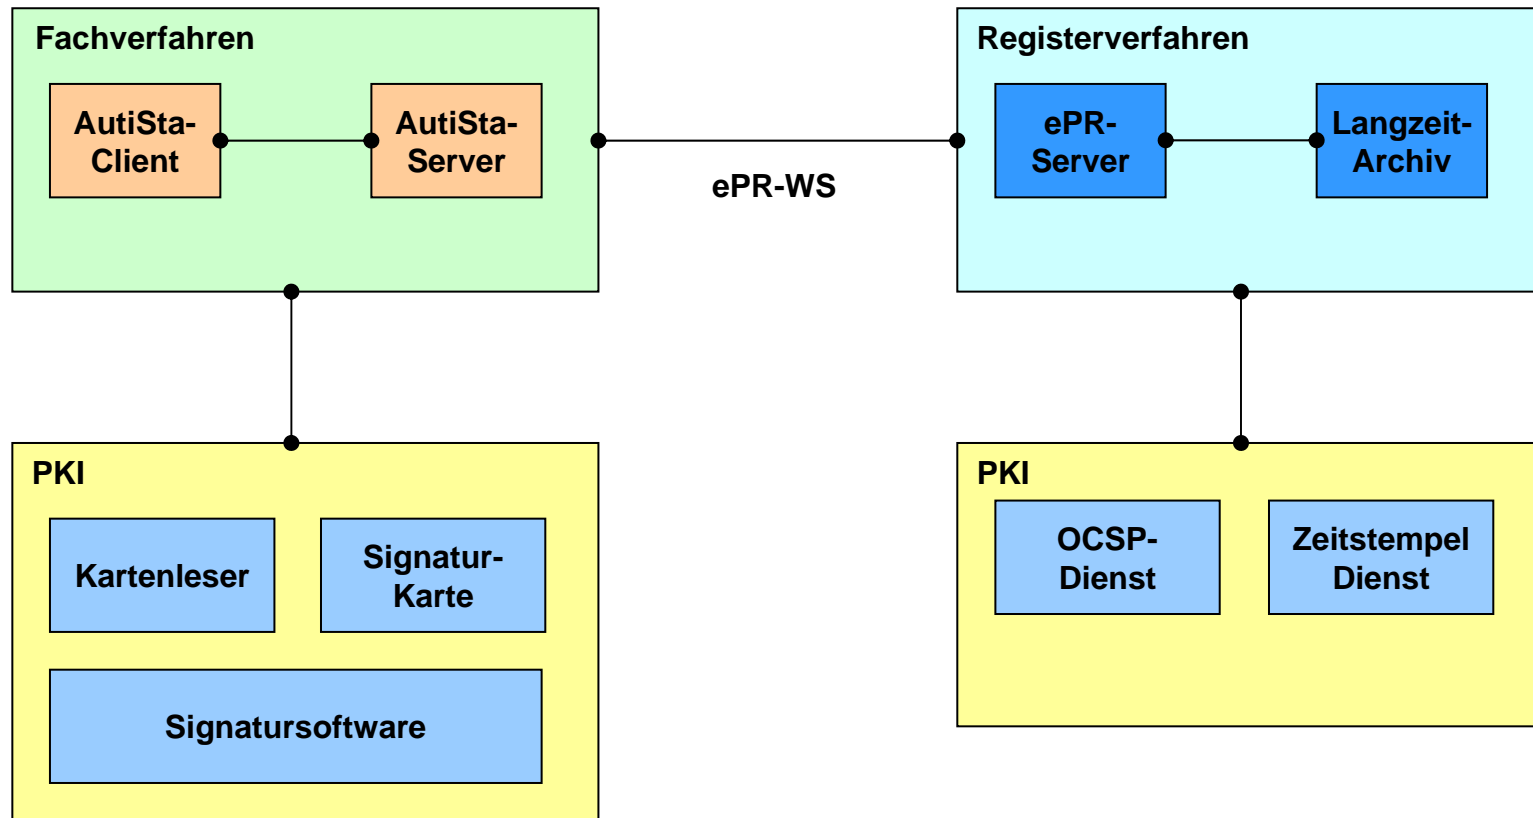 Fachverfahren
AutiSta-
Client
AutiSta-
Server
ePR-WS
Registerverfahren
ePR-
Server
Langzeit-
Archiv
PKI
Kartenleser
Signatur-
Karte
Signatursoftware
PKI
OCSP-
Dienst
Zeitstempel
Dienst